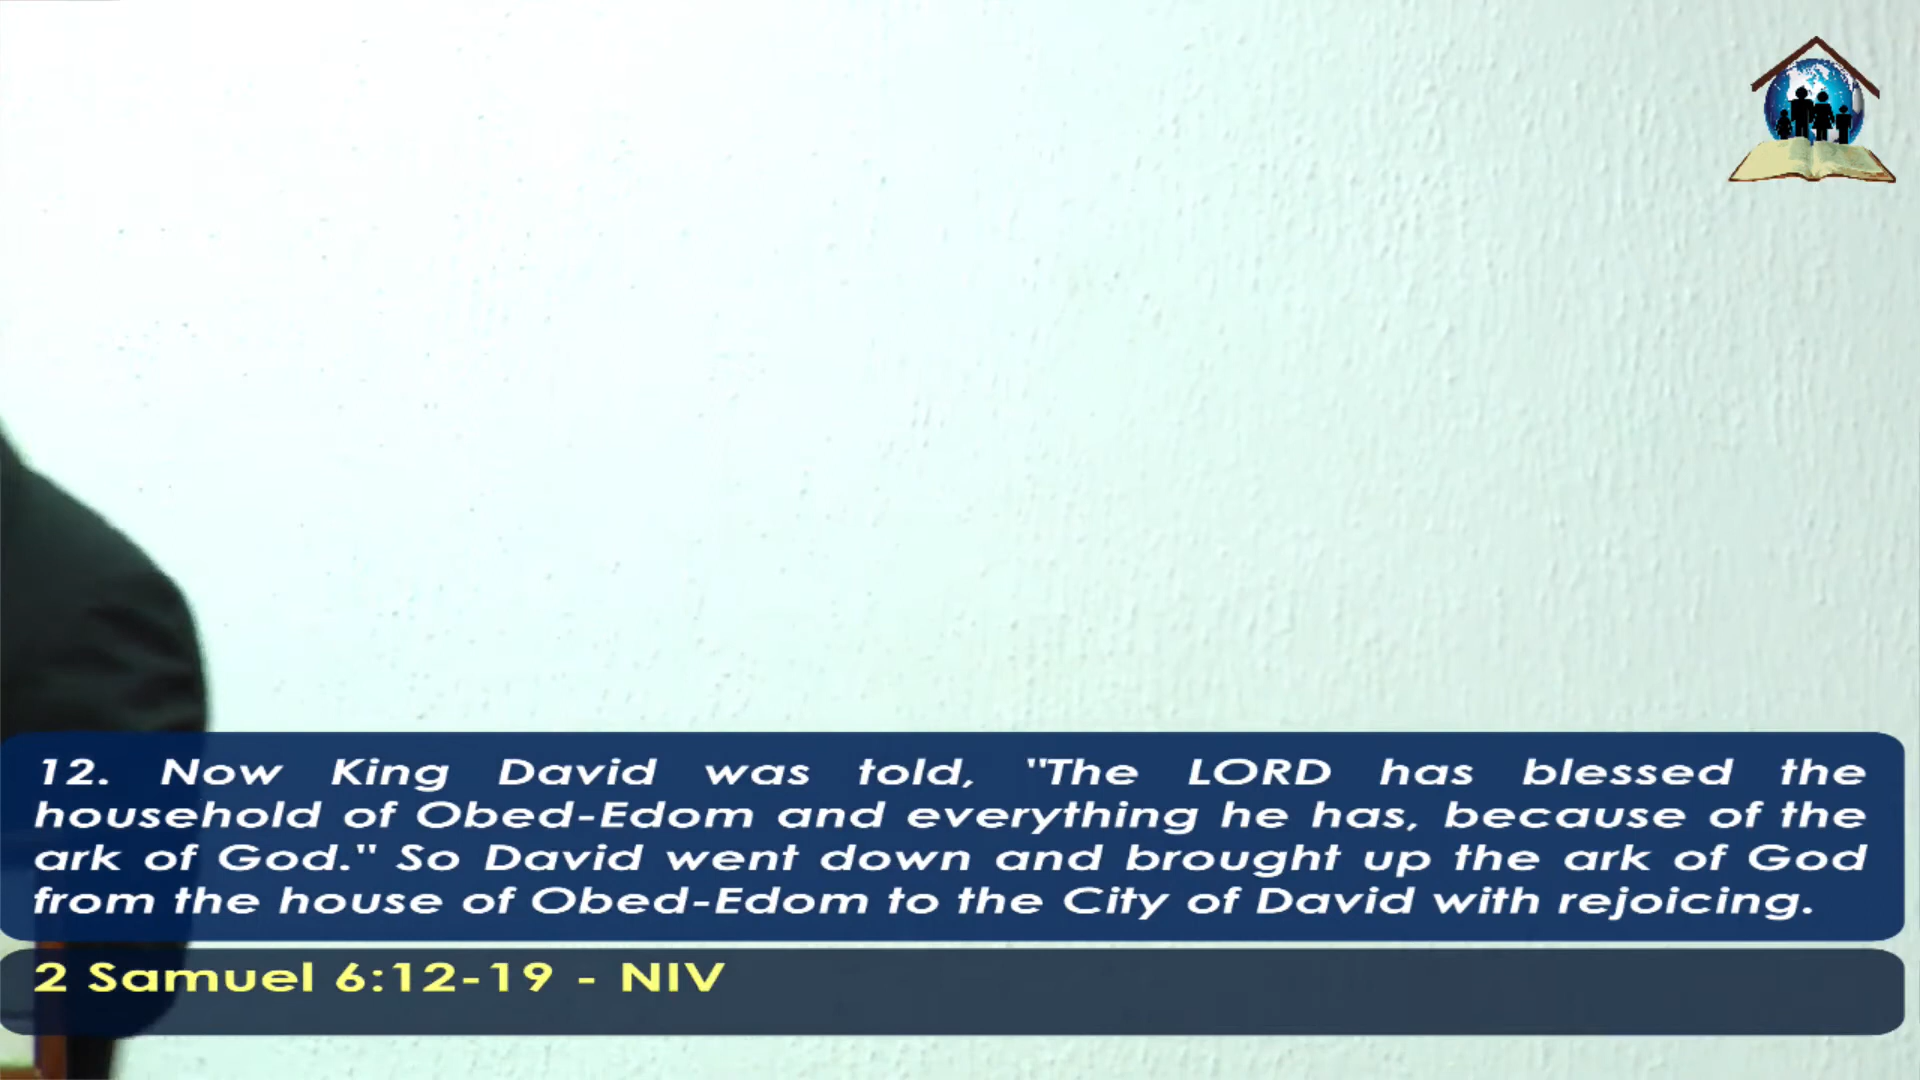 12. Now King David was told, "The LORD has blessed the
household of Obed-Edom and everything he has, because of the
ark of God." So David went down and brought up the ark of God
from the house of Obed-Edom to the City of David with rejoicing.
2 Samuel 6:12-19 - NIV